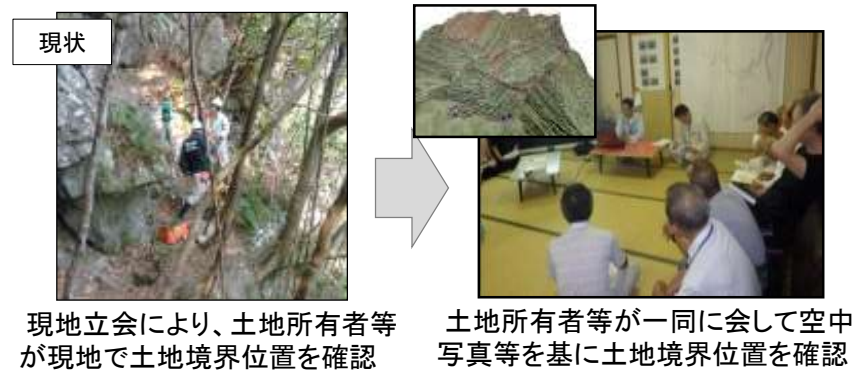 現状
現地立会により、土地所有者等
が現地で土地境界位置を確認
土地所有者等が一同に会して空中
写真等を基に土地境界位置を確認